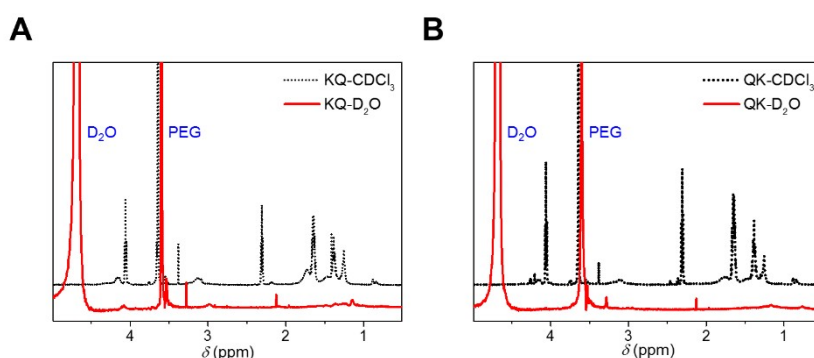 A
KQ-CDCl₃
KQ-D₂O
D₂O
PEG
4
3
2
1
δ (ppm)
B
QK-CDCl₃
QK-D₂O
D₂O
PEG
4
3
2
1
δ (ppm)